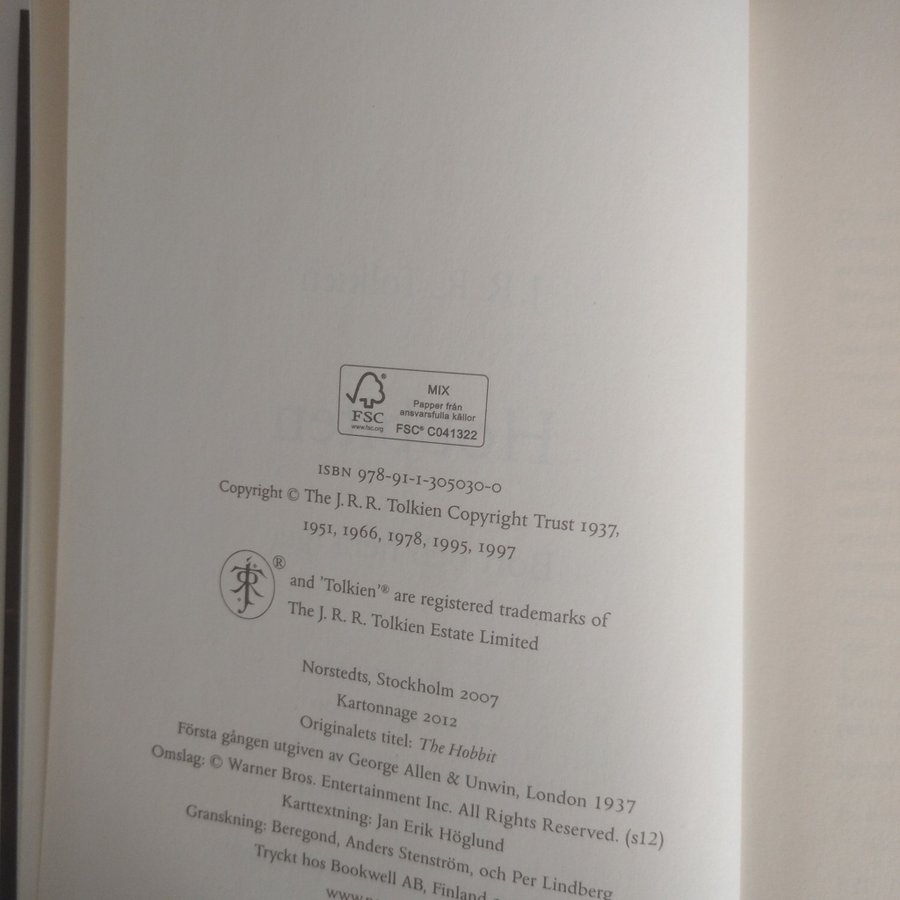 FSC®
www.fsc.org
MIX
Papper från
ansvarsfulla källor
FSC® C041322
ISBN 978-91-1-305030-0
Copyright © The J. R. R. Tolkien Copyright Trust 1937,
1951, 1966, 1978, 1995, 1997
®
and 'Tolkien'® are registered trademarks of
The J. R. R. Tolkien Estate Limited
Norstedts, Stockholm 2007
Kartonnage 2012
Originalets titel: The Hobbit
Första gången utgiven av George Allen & Unwin, London 1937
Omslag: © Warner Bros. Entertainment Inc. All Rights Reserved. (s12)
Karttextning: Jan Erik Höglund
Granskning: Beregond, Anders Stenström, och Per Lindberg
Tryckt hos Bookwell AB, Finland